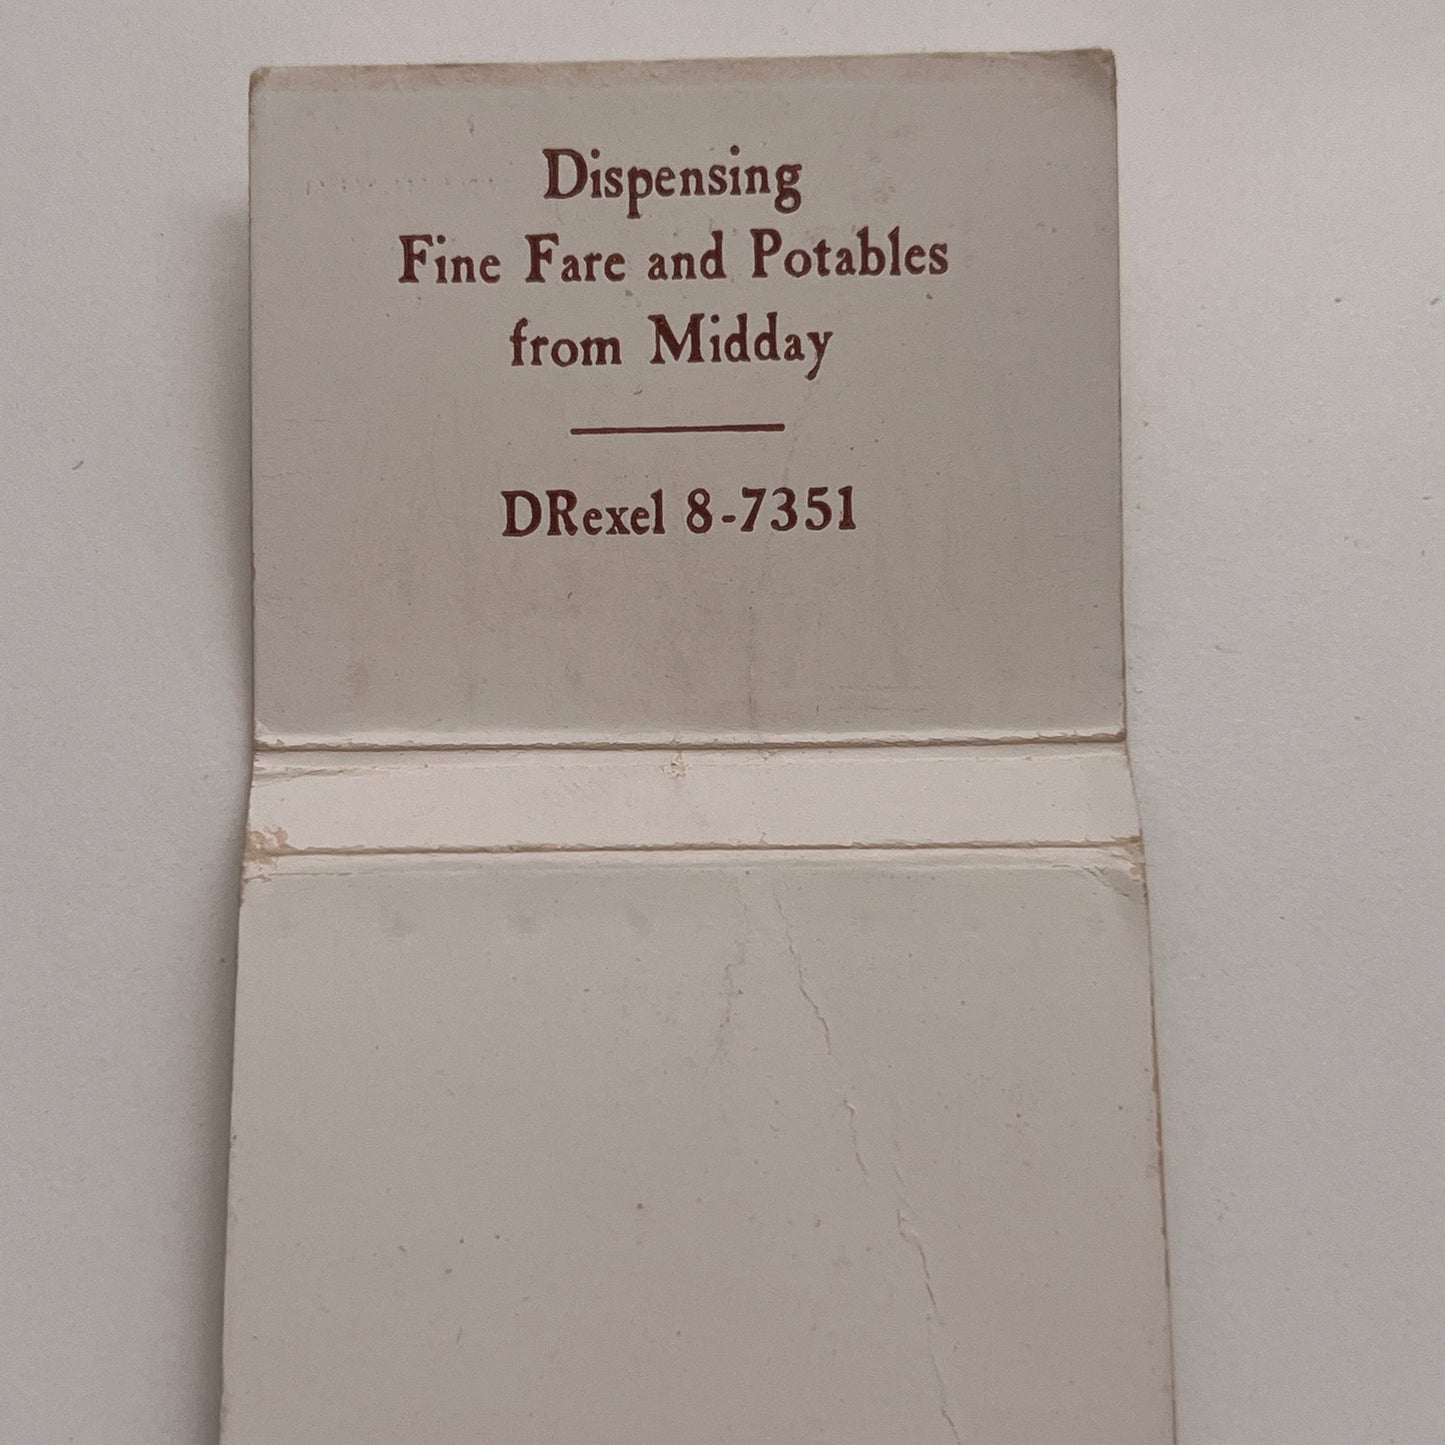 Dispensing
Fine Fare and Potables
from Midday
DRexel 8-7351